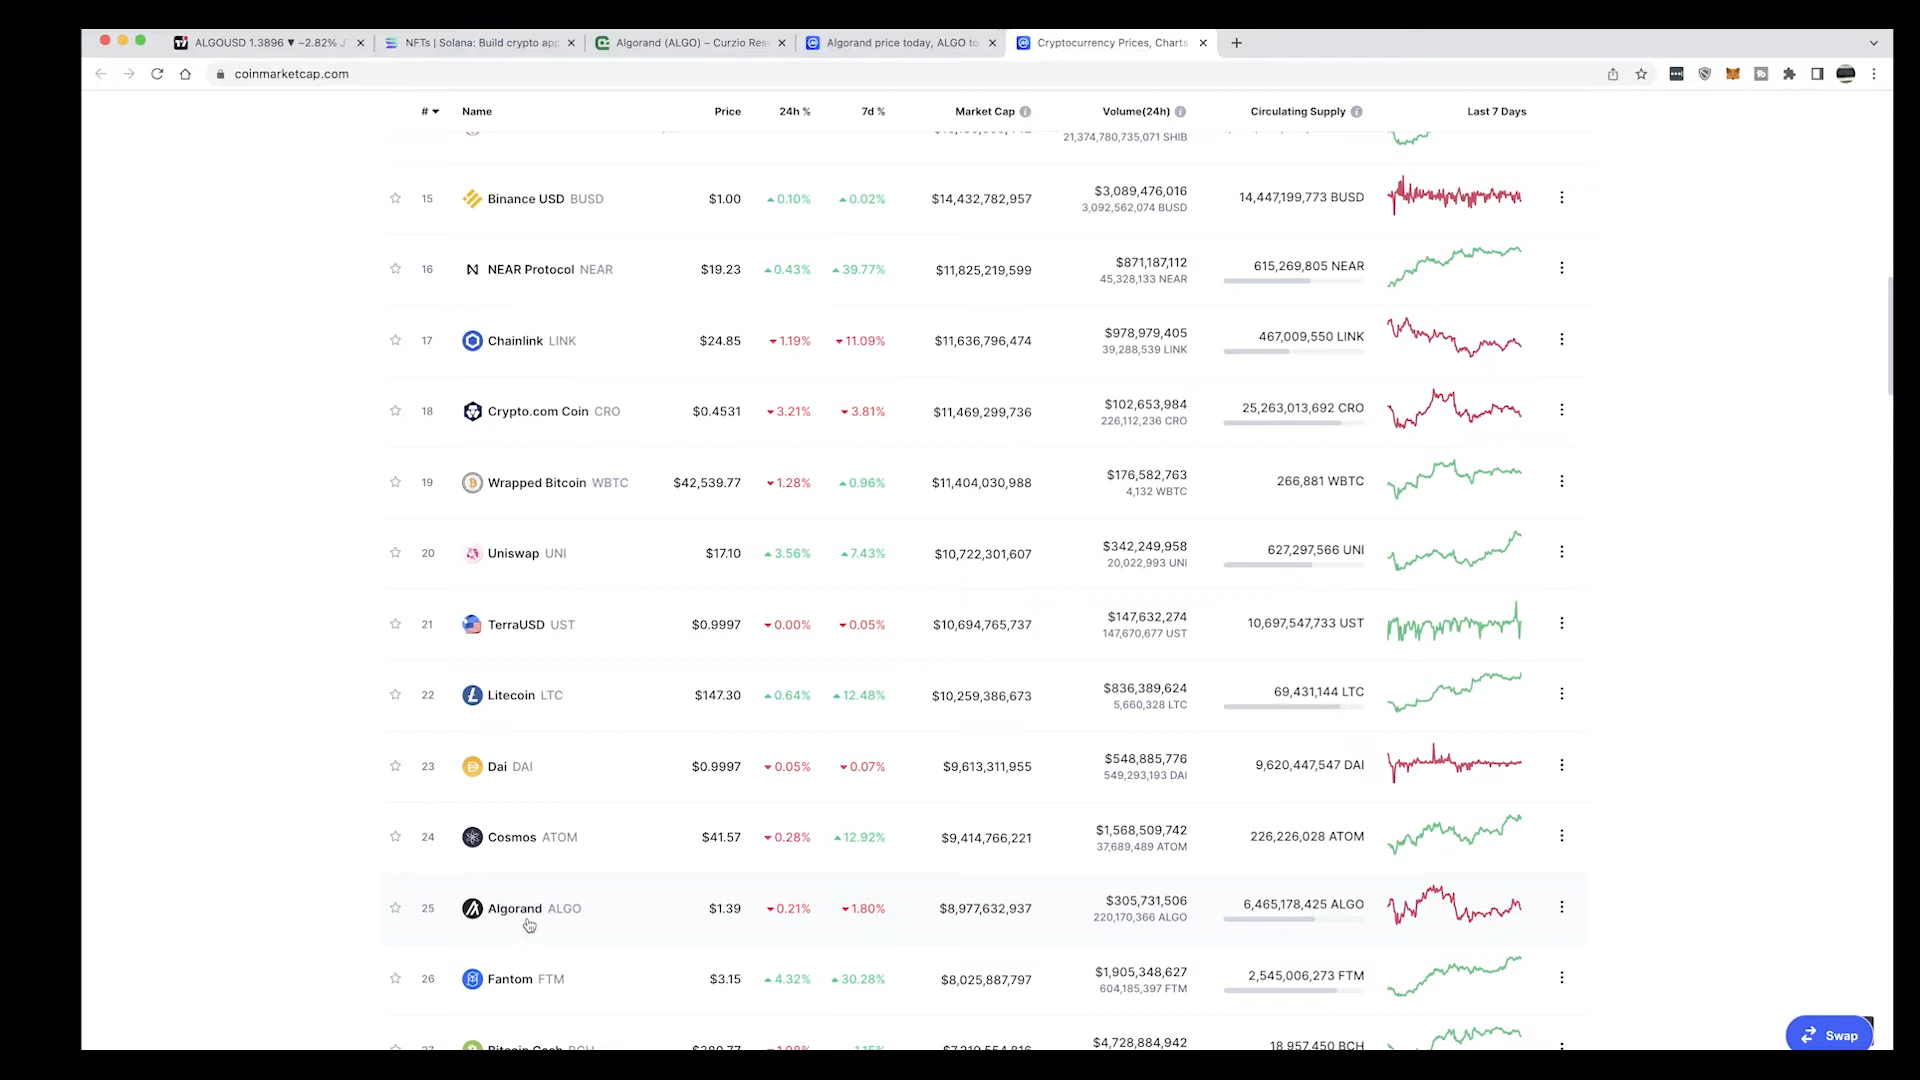 ALGOUSD 1.3896 ▼ −2.82%
NFTs | Solana: Build crypto app
Algorand (ALGO) – Curzio Res
Algorand price today, ALGO to
Cryptocurrency Prices, Charts
coinmarketcap.com
# Name Price 24h % 7d % Market Cap Volume(24h) Circulating Supply Last 7 Days
21,374,780,735,071 SHIB
15 Binance USD BUSD $1.00 0.10% 0.02% $14,432,782,957 $3,089,476,016 14,447,199,773 BUSD
3,092,562,074 BUSD
16 NEAR Protocol NEAR $19.23 0.43% 39.77% $11,825,219,599 $871,187,112 615,269,805 NEAR
45,328,133 NEAR
17 Chainlink LINK $24.85 1.19% 11.09% $11,636,796,474 $978,979,405 467,009,550 LINK
39,288,539 LINK
18 Crypto.com Coin CRO $0.4531 3.21% 3.81% $11,469,299,736 $102,653,984 25,263,013,692 CRO
226,112,236 CRO
19 Wrapped Bitcoin WBTC $42,539.77 1.28% 0.96% $11,404,030,988 $176,582,763 266,881 WBTC
4,132 WBTC
20 Uniswap UNI $17.10 3.56% 7.43% $10,722,301,607 $342,249,958 627,297,566 UNI
20,022,993 UNI
21 TerraUSD UST $0.9997 0.00% 0.05% $10,694,765,737 $147,632,274 10,697,547,733 UST
147,670,677 UST
22 Litecoin LTC $147.30 0.64% 12.48% $10,259,386,673 $836,389,624 69,431,144 LTC
5,660,328 LTC
23 Dai DAI $0.9997 0.05% 0.07% $9,613,311,955 $548,885,776 9,620,447,547 DAI
549,293,193 DAI
24 Cosmos ATOM $41.57 0.28% 12.92% $9,414,766,221 $1,568,509,742 226,226,028 ATOM
37,689,489 ATOM
25 Algorand ALGO $1.39 0.21% 1.80% $8,977,632,937 $305,731,506 6,465,178,425 ALGO
220,170,366 ALGO
26 Fantom FTM $3.15 4.32% 30.28% $8,025,887,797 $1,905,348,627 2,545,006,273 FTM
604,185,397 FTM
Bitcoin Cash BCH $4,728,884,942 18,957,450 BCH
Swap